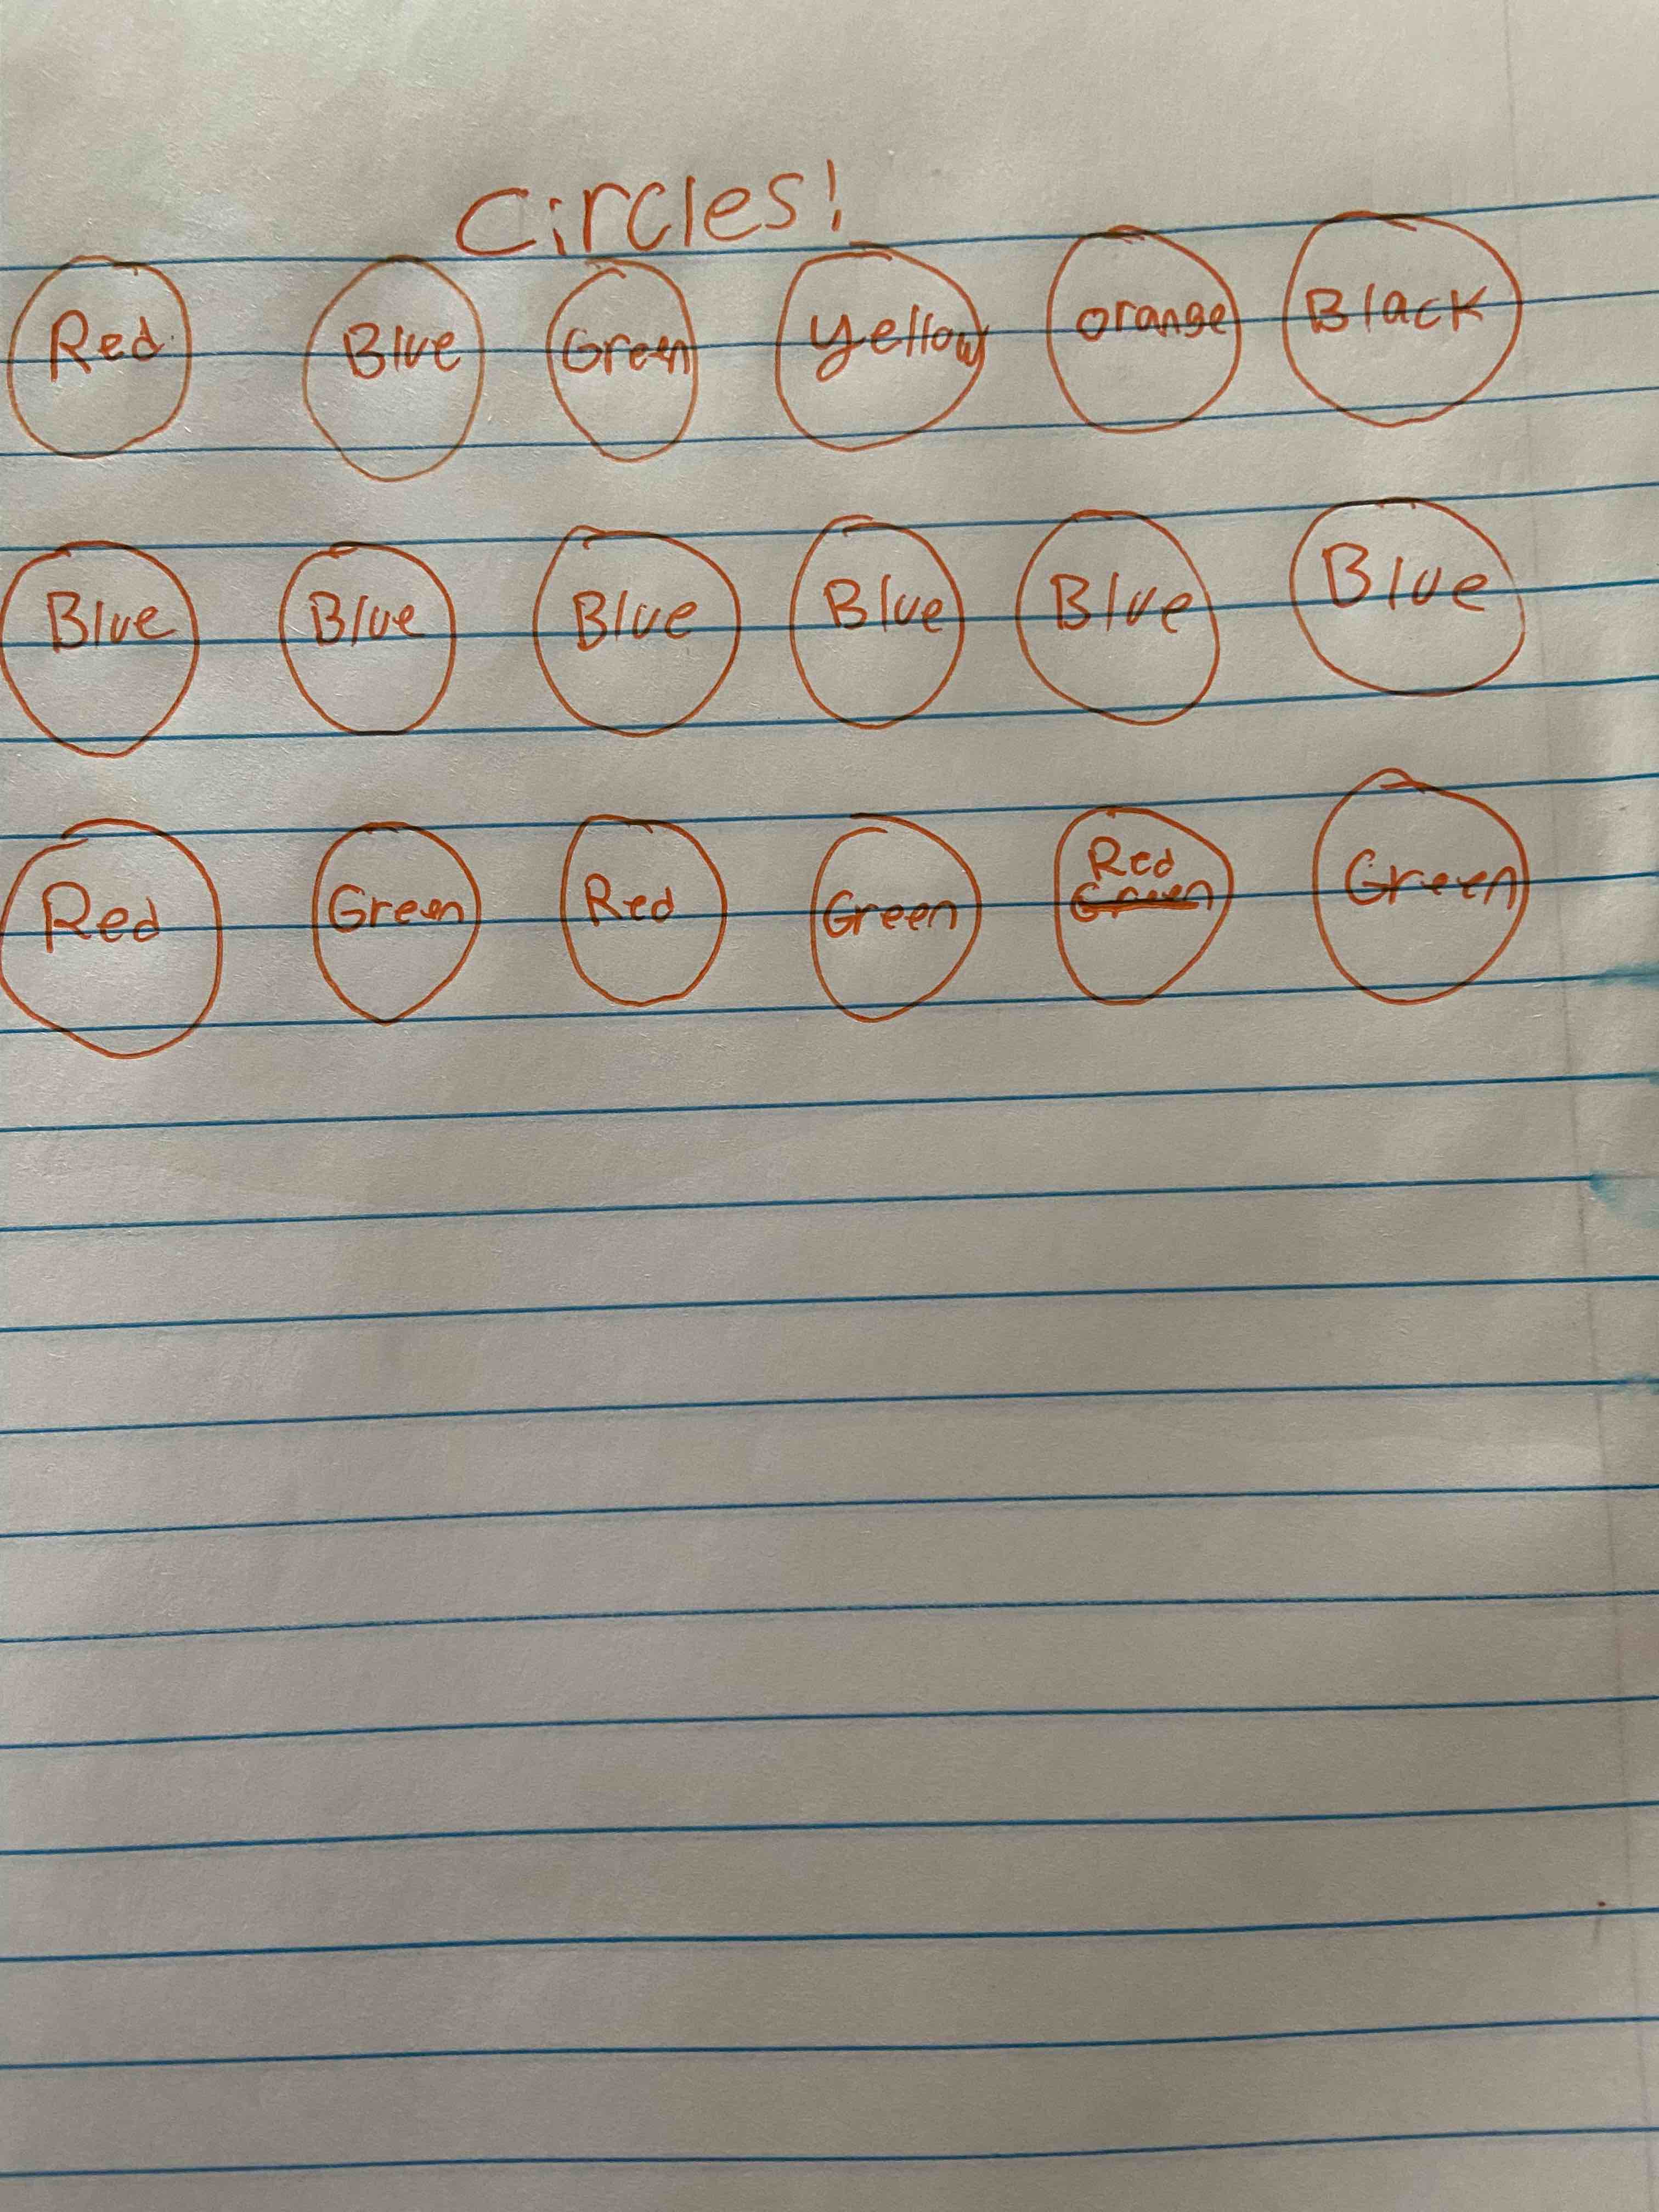 Circles!
Red Blue Green yellow orange Black
Blue Blue Blue Blue Blue Blue
Red Green Red Green Red Green
Green